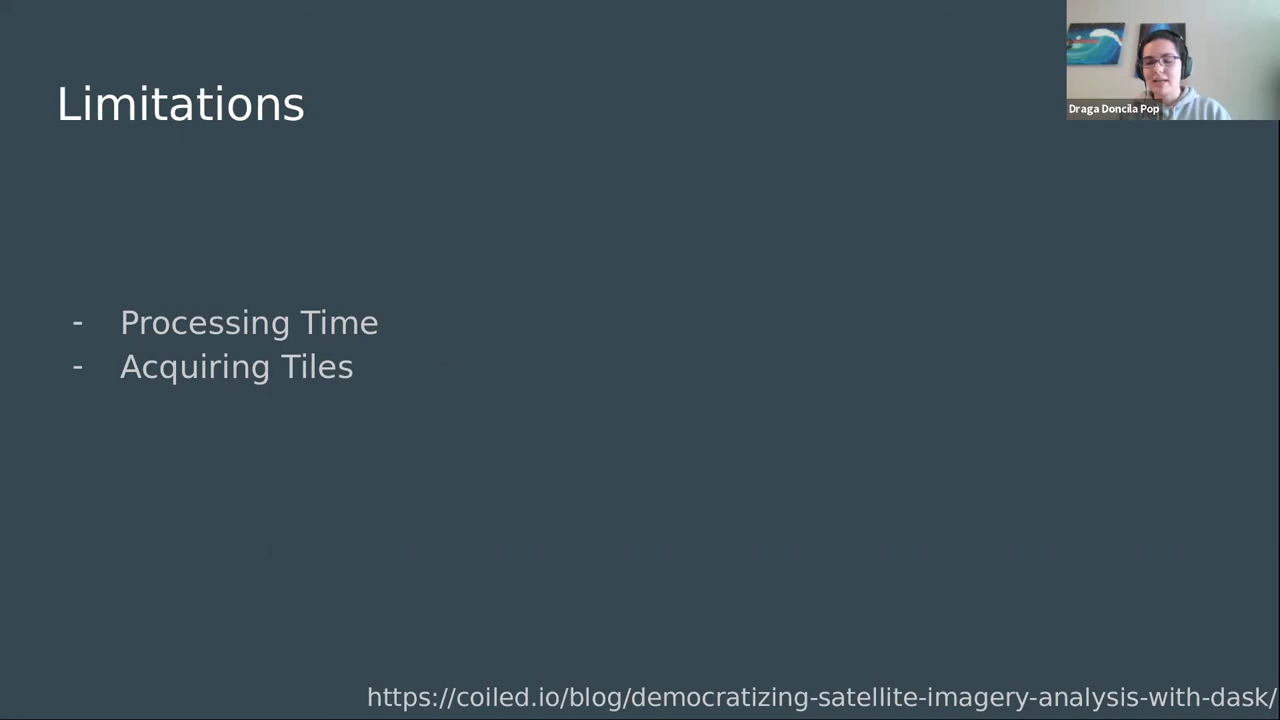 Limitations
Draga Doncila Pop
- Processing Time
- Acquiring Tiles
https://coiled.io/blog/democratizing-satellite-imagery-analysis-with-dask/